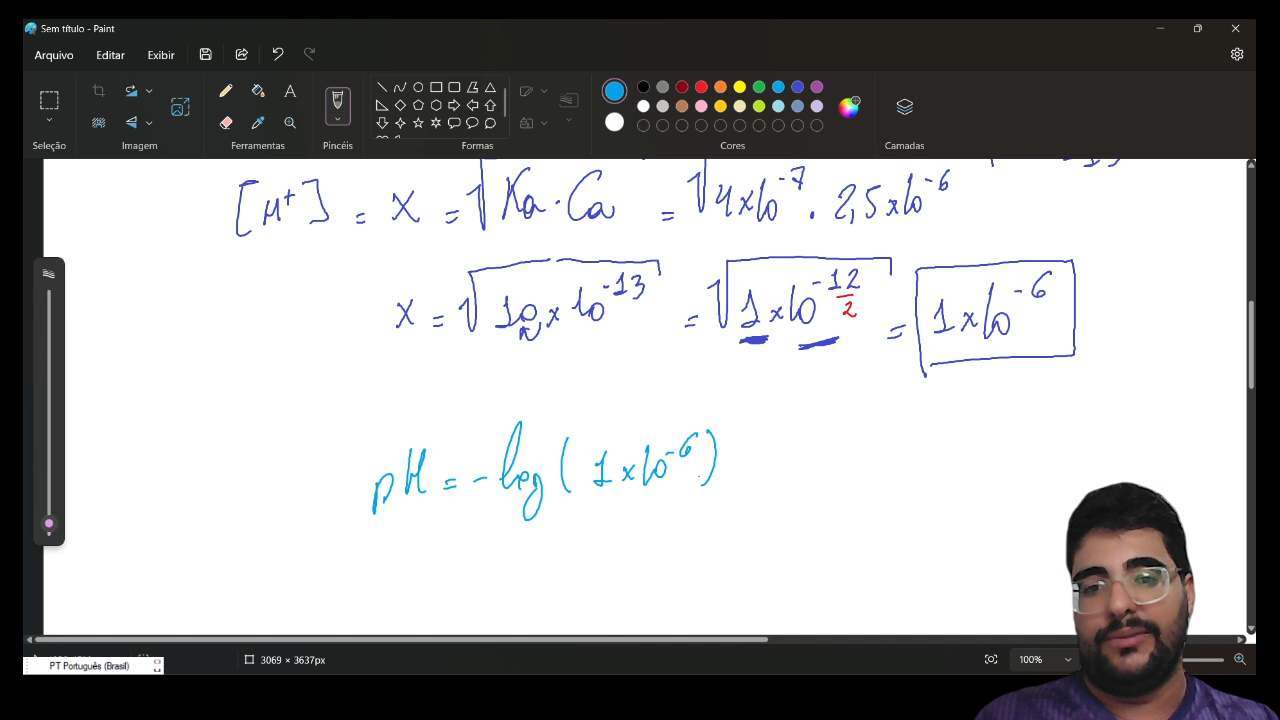 Sem título - Paint
Arquivo Editar Exibir
Seleção Imagem Ferramentas Pincéis Formas Cores Camadas
[H⁺] = X = √Ka · Ca = √4x10⁻⁷ · 2,5x10⁻⁶
X = √10, x 10⁻¹³ = √1 x 10⁻¹²/2 = 1 x 10⁻⁶
pH = - log ( 1 x 10⁻⁶ )
PT Português (Brasil) 3069 × 3637px 100%